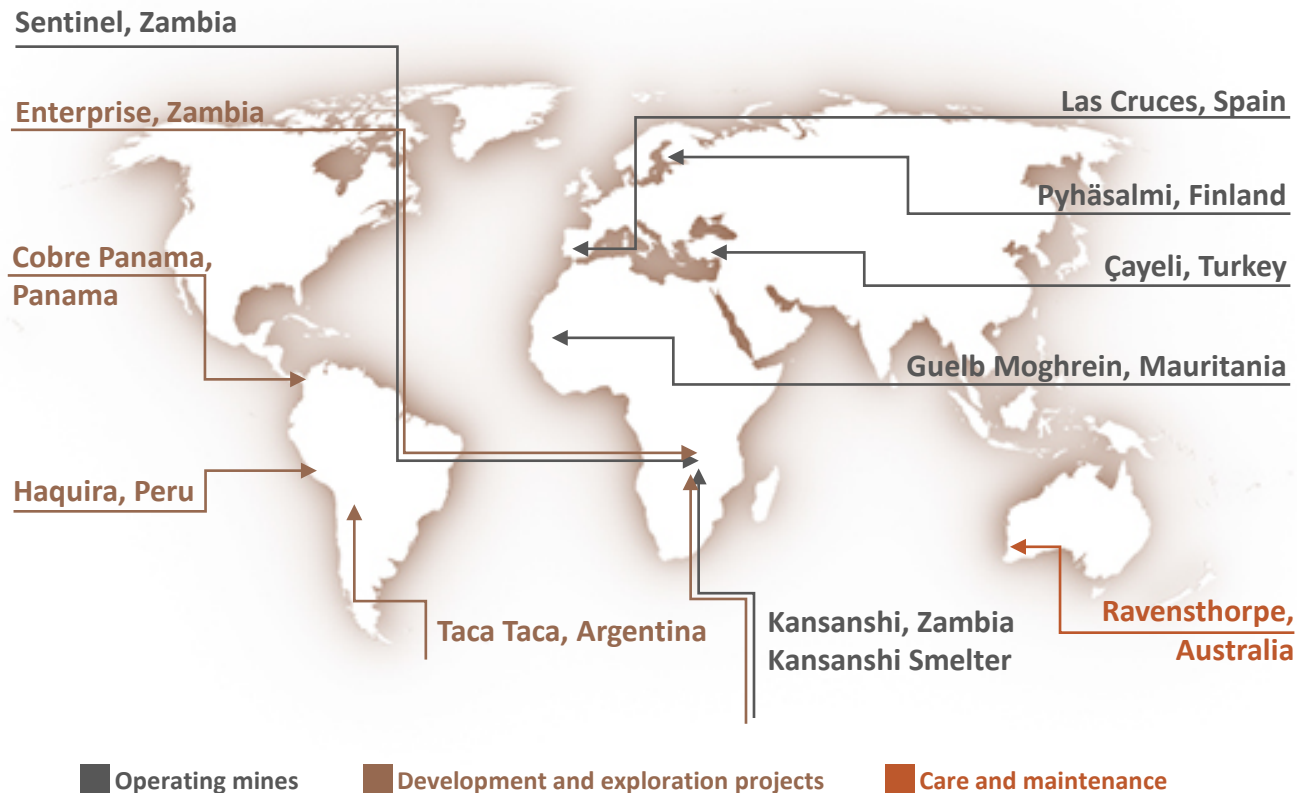 Sentinel, Zambia
Enterprise, Zambia
Las Cruces, Spain
Pyhäsalmi, Finland
Cobre Panama,
Panama
Çayeli, Turkey
Guelb Moghrein, Mauritania
Haquira, Peru
Taca Taca, Argentina
Kansanshi, Zambia
Kansanshi Smelter
Ravensthorpe,
Australia
Operating mines
Development and exploration projects
Care and maintenance